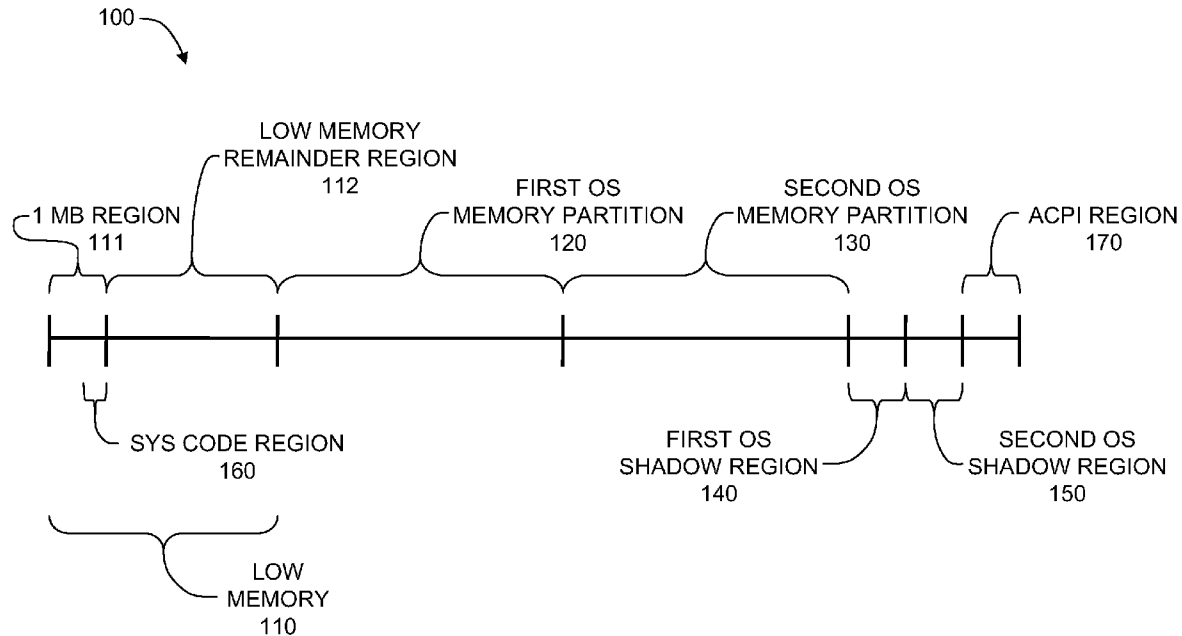 100
LOW MEMORY
REMAINDER REGION
112
FIRST OS
MEMORY PARTITION
120
SECOND OS
MEMORY PARTITION
130
1 MB REGION
111
ACPI REGION
170
SYS CODE REGION
160
FIRST OS
SHADOW REGION
140
SECOND OS
SHADOW REGION
150
LOW
MEMORY
110